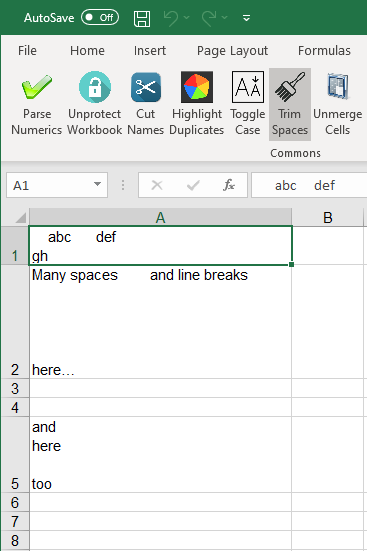 AutoSave Off
File Home Insert Page Layout Formulas
Parse Numerics
Unprotect Workbook
Cut Names
Highlight Duplicates
Toggle Case
Trim Spaces
Unmerge Cells
Commons
A1 fx abc def
A B
1 abc def
gh
Many spaces and line breaks
2 here...
3
4
and
here
5 too
6
7
8